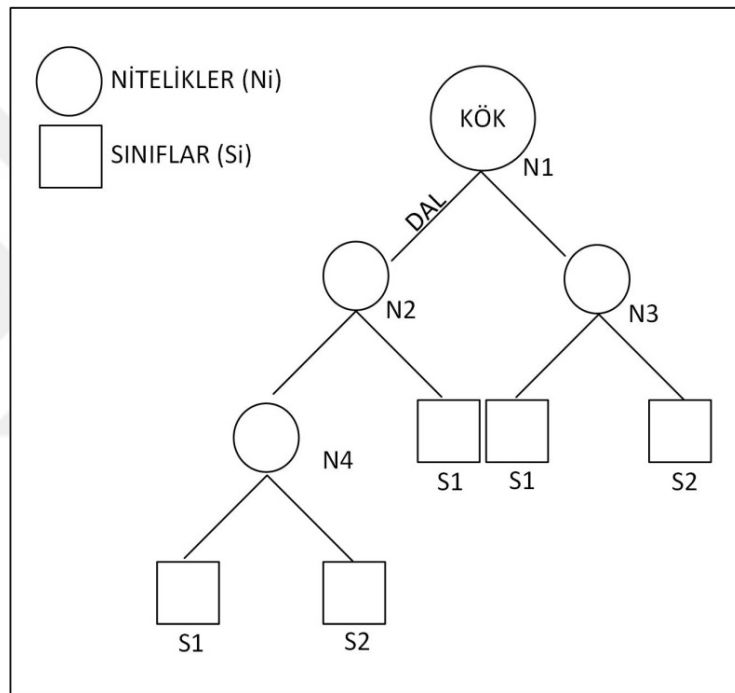 NİTELİKLER (Ni)
SINIFLAR (Si)
KÖK
N1
DAL
N2
N3
N4
S1
S1
S2
S1
S2